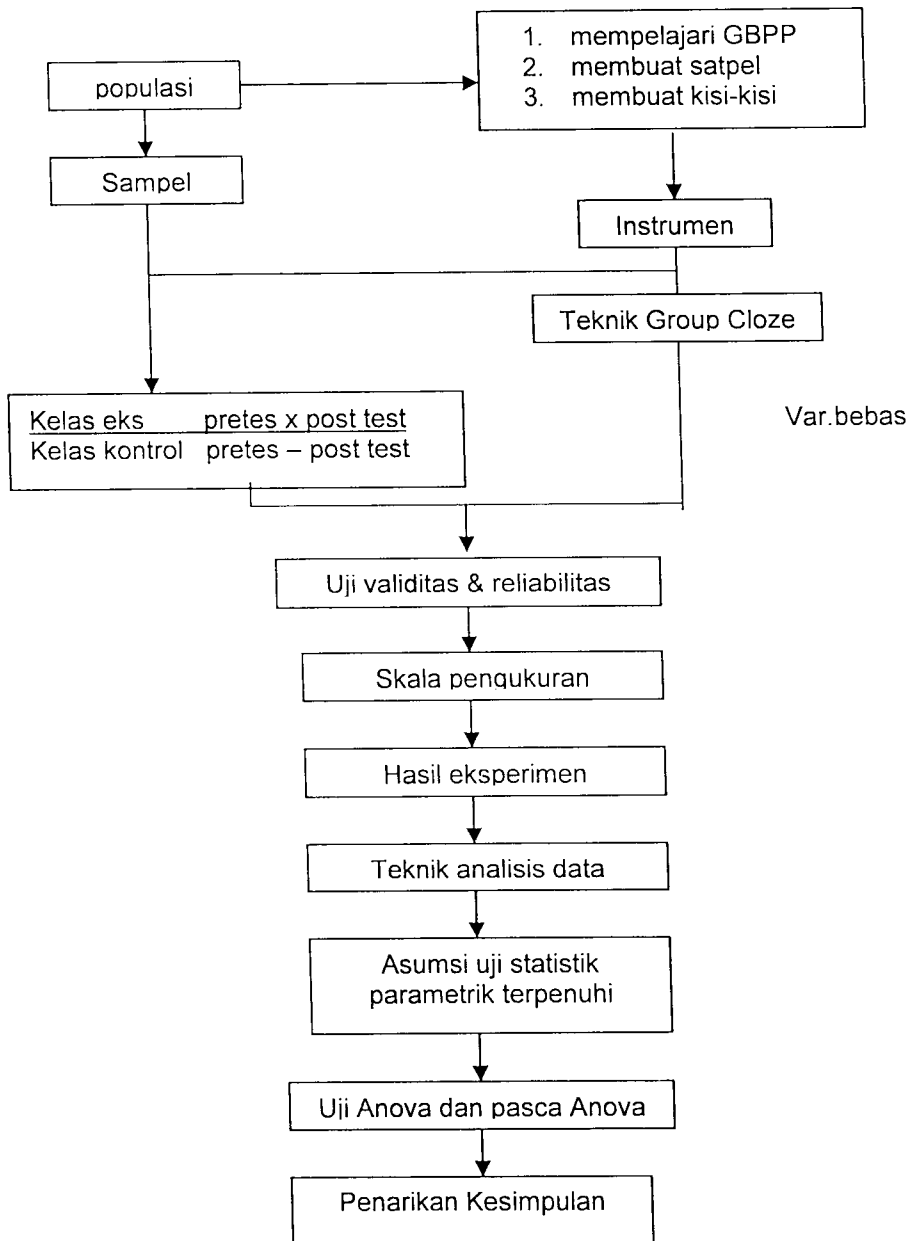 1. mempelajari GBPP
2. membuat satpel
3. membuat kisi-kisi
populasi
Sampel
Instrumen
Teknik Group Cloze
Kelas eks pretes x post test
Kelas kontrol pretes – post test
Var.bebas
Uji validitas & reliabilitas
Skala pengukuran
Hasil eksperimen
Teknik analisis data
Asumsi uji statistik
parametrik terpenuhi
Uji Anova dan pasca Anova
Penarikan Kesimpulan